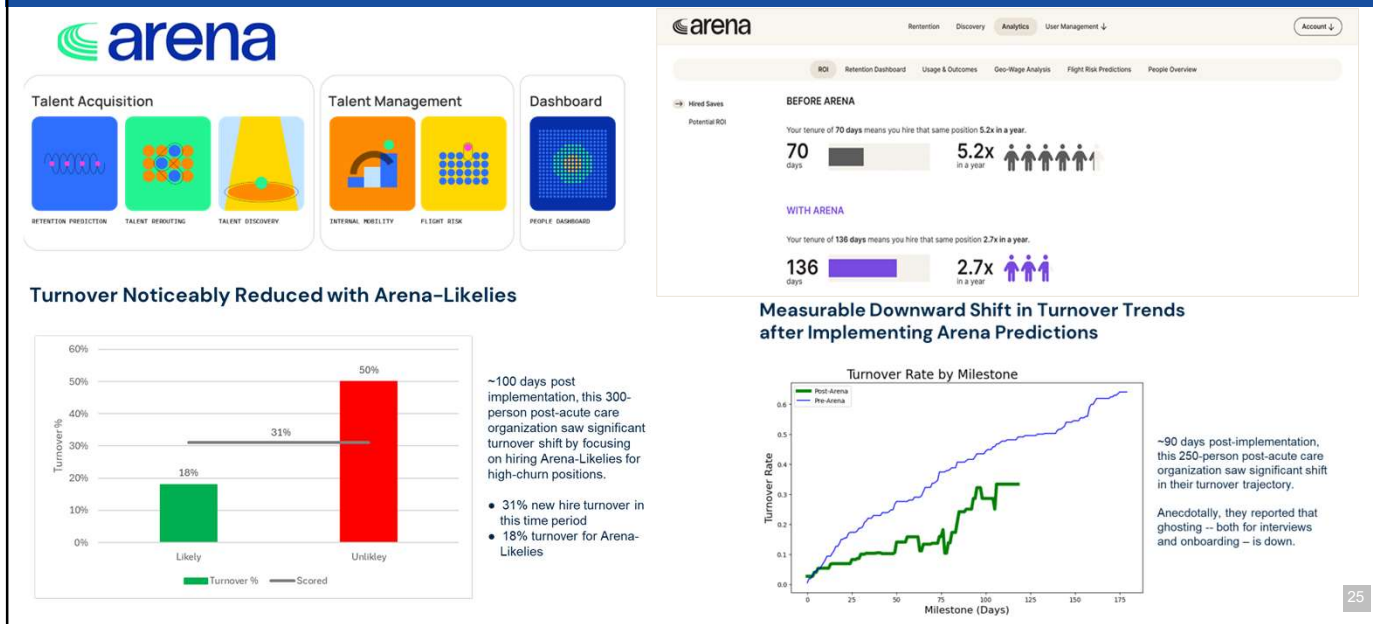 arena
Talent Acquisition
RETENTION PREDICTION
TALENT REROUTING
TALENT DISCOVERY
Talent Management
INTERNAL MOBILITY
FLIGHT RISK
Dashboard
PEOPLE DASHBOARD
arena
Rentention Discovery Analytics User Management ↓
Account ↓
ROI Retention Dashboard Usage & Outcomes Geo-Wage Analysis Flight Risk Predictions People Overview
→ Hired Saves
Potential ROI
BEFORE ARENA
Your tenure of 70 days means you hire that same position 5.2x in a year.
70
days
5.2x
in a year
WITH ARENA
Your tenure of 136 days means you hire that same position 2.7x in a year.
136
days
2.7x
in a year
Turnover Noticeably Reduced with Arena-Likelies
60%
50%
40%
30%
20%
10%
0%
Turnover %
18%
31%
50%
Likely
Unlikley
Turnover %
Scored
~100 days post
implementation, this 300-
person post-acute care
organization saw significant
turnover shift by focusing
on hiring Arena-Likelies for
high-churn positions.
● 31% new hire turnover in
this time period
● 18% turnover for Arena-
Likelies
Measurable Downward Shift in Turnover Trends
after Implementing Arena Predictions
Turnover Rate by Milestone
Post-Arena
Pre-Arena
0.6
0.5
0.4
0.3
0.2
0.1
0.0
Turnover Rate
0 25 50 75 100 125 150 175
Milestone (Days)
~90 days post-implementation,
this 250-person post-acute care
organization saw significant shift
in their turnover trajectory.
Anecdotally, they reported that
ghosting -- both for interviews
and onboarding – is down.
25